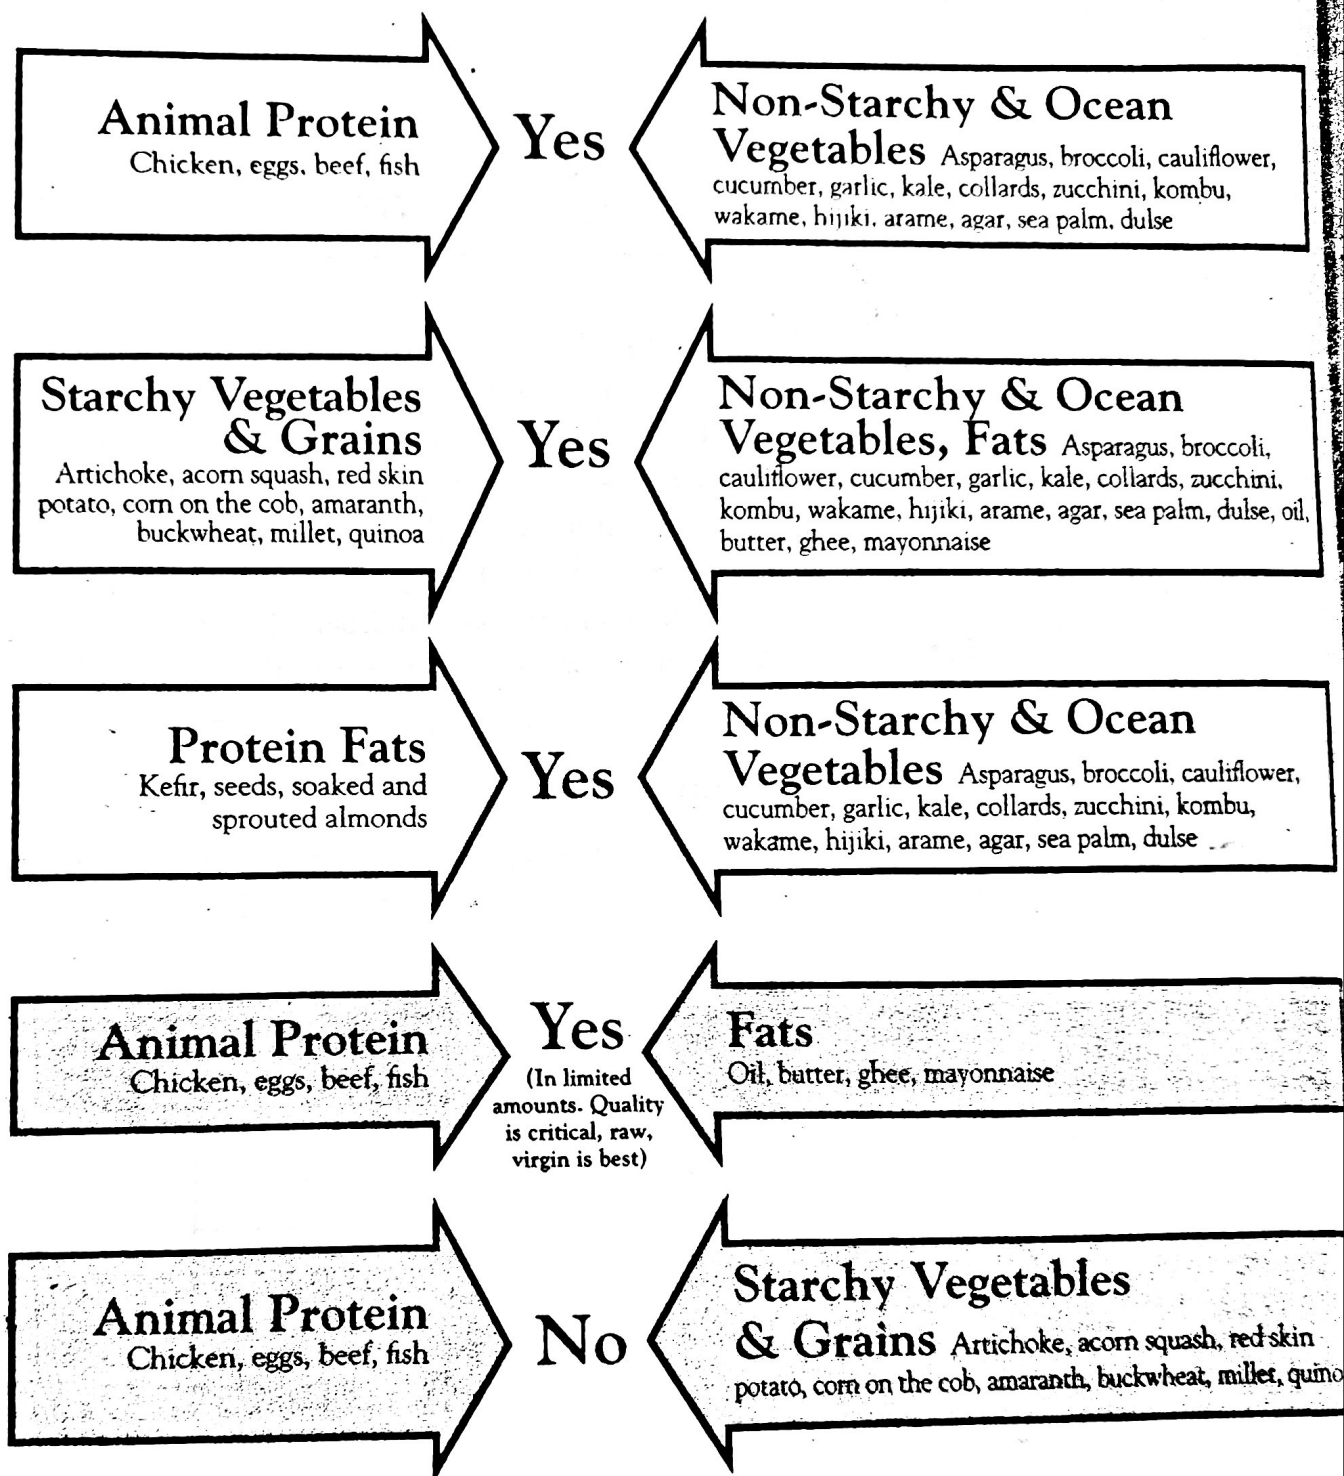 Animal Protein
Chicken, eggs, beef, fish
Yes
Non-Starchy & Ocean
Vegetables Asparagus, broccoli, cauliflower,
cucumber, garlic, kale, collards, zucchini, kombu,
wakame, hijiki, arame, agar, sea palm, dulse
Starchy Vegetables
& Grains
Artichoke, acorn squash, red skin
potato, corn on the cob, amaranth,
buckwheat, millet, quinoa
Yes
Non-Starchy & Ocean
Vegetables, Fats Asparagus, broccoli,
cauliflower, cucumber, garlic, kale, collards, zucchini,
kombu, wakame, hijiki, arame, agar, sea palm, dulse, oil,
butter, ghee, mayonnaise
Protein Fats
Kefir, seeds, soaked and
sprouted almonds
Yes
Non-Starchy & Ocean
Vegetables Asparagus, broccoli, cauliflower,
cucumber, garlic, kale, collards, zucchini, kombu,
wakame, hijiki, arame, agar, sea palm, dulse
Animal Protein
Chicken, eggs, beef, fish
Yes
(In limited
amounts. Quality
is critical, raw,
virgin is best)
Fats
Oil, butter, ghee, mayonnaise
Animal Protein
Chicken, eggs, beef, fish
No
Starchy Vegetables
& Grains Artichoke, acorn squash, red skin
potato, corn on the cob, amaranth, buckwheat, millet, quino